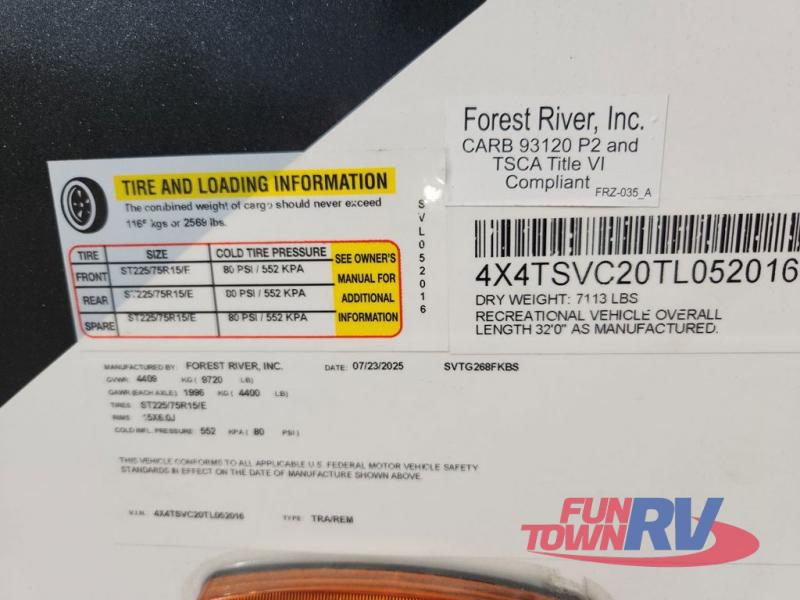 Forest River, Inc.
CARB 93120 P2 and
TSCA Title VI
Compliant
FRZ-035_A
TIRE AND LOADING INFORMATION
The combined weight of cargo should never exceed
1165 kgs or 2569 lbs.
TIRE SIZE COLD TIRE PRESSURE
FRONT ST225/75R15/E 80 PSI / 552 KPA
REAR ST225/75R15/E 80 PSI / 552 KPA
SPARE ST225/75R15/E 80 PSI / 552 KPA
SEE OWNER'S
MANUAL FOR
ADDITIONAL
INFORMATION
SVL052016
4X4TSVC20TL052016
DRY WEIGHT: 7113 LBS
RECREATIONAL VEHICLE OVERALL
LENGTH 32'0" AS MANUFACTURED.
MANUFACTURED BY: FOREST RIVER, INC. DATE: 07/23/2025 SVTG268FKBS
GVWR: 4409 KG ( 9720 LB)
GAWR (EACH AXLE) 1996 KG ( 4400 LB)
TIRES: ST225/75R15/E
RIMS: 15X6.0J
COLD INFL. PRESSURE: 552 KPA ( 80 PSI)
THIS VEHICLE CONFORMS TO ALL APPLICABLE U.S. FEDERAL MOTOR VEHICLE SAFETY
STANDARDS IN EFFECT ON THE DATE OF MANUFACTURE SHOWN ABOVE.
V.I.N.: 4X4TSVC20TL052016 TYPE: TRA/REM
FUN
TOWN
RV